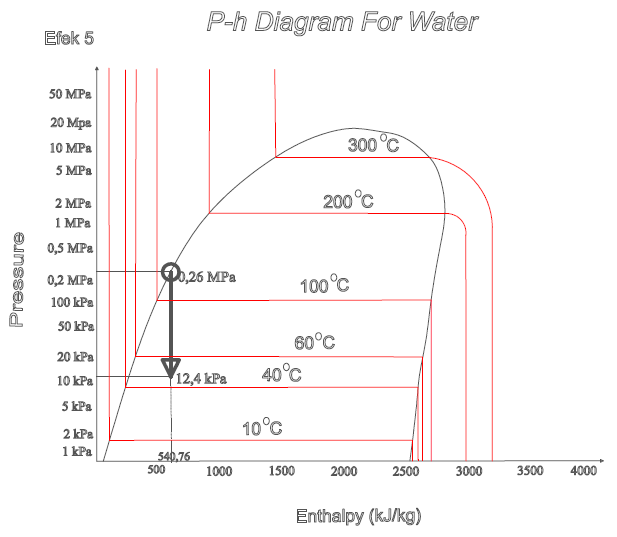 P-h Diagram For Water
Efek 5
50 MPa
20 Mpa
10 MPa
5 MPa
2 MPa
1 MPa
0,5 MPa
0,2 MPa
100 kPa
50 kPa
20 kPa
10 kPa
5 kPa
2 kPa
1 kPa
Pressure
300°C
200°C
0,26 MPa
100°C
60°C
40°C
12,4 kPa
10°C
540,76
500 1000 1500 2000 2500 3000 3500 4000
Enthalpy (kJ/kg)